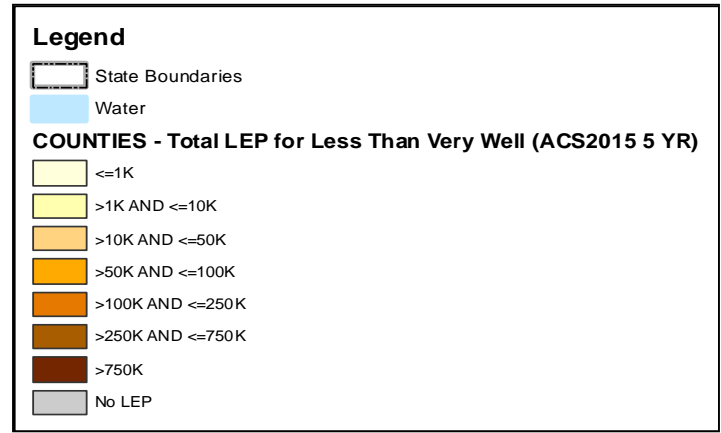 Legend
State Boundaries
Water
COUNTIES - Total LEP for Less Than Very Well (ACS2015 5 YR)
<=1K
>1K AND <=10K
>10K AND <=50K
>50K AND <=100K
>100K AND <=250K
>250K AND <=750K
>750K
No LEP